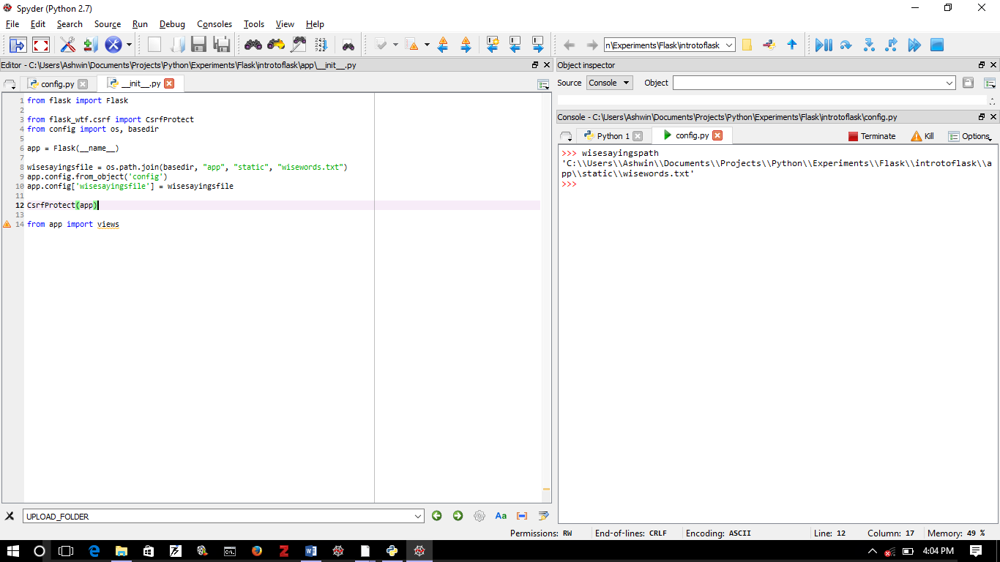 Spyder (Python 2.7)
File Edit Search Source Run Debug Consoles Tools View Help
n\Experiments\Flask\introtoflask
Editor - C:\Users\Ashwin\Documents\Projects\Python\Experiments\Flask\introtoflask\app\__init__.py
config.py __init__.py
1 from flask import Flask
2
3 from flask_wtf.csrf import CsrfProtect
4 from config import os, basedir
5
6 app = Flask(__name__)
7
8 wisesayingsfile = os.path.join(basedir, "app", "static", "wisewords.txt")
9 app.config.from_object('config')
10 app.config['wisesayingsfile'] = wisesayingsfile
11
12 CsrfProtect(app)
13
14 from app import views
UPLOAD_FOLDER
Aa
Object inspector
Source Console Object
Console - C:\Users\Ashwin\Documents\Projects\Python\Experiments\Flask\introtoflask\config.py
Python 1 config.py Terminate Kill Options
>>> wisesayingspath
'C:\\Users\\Ashwin\\Documents\\Projects\\Python\\Experiments\\Flask\\introtoflask\\a
pp\\static\\wisewords.txt'
>>>
Permissions: RW End-of-lines: CRLF Encoding: ASCII Line: 12 Column: 17 Memory: 49 %
4:04 PM